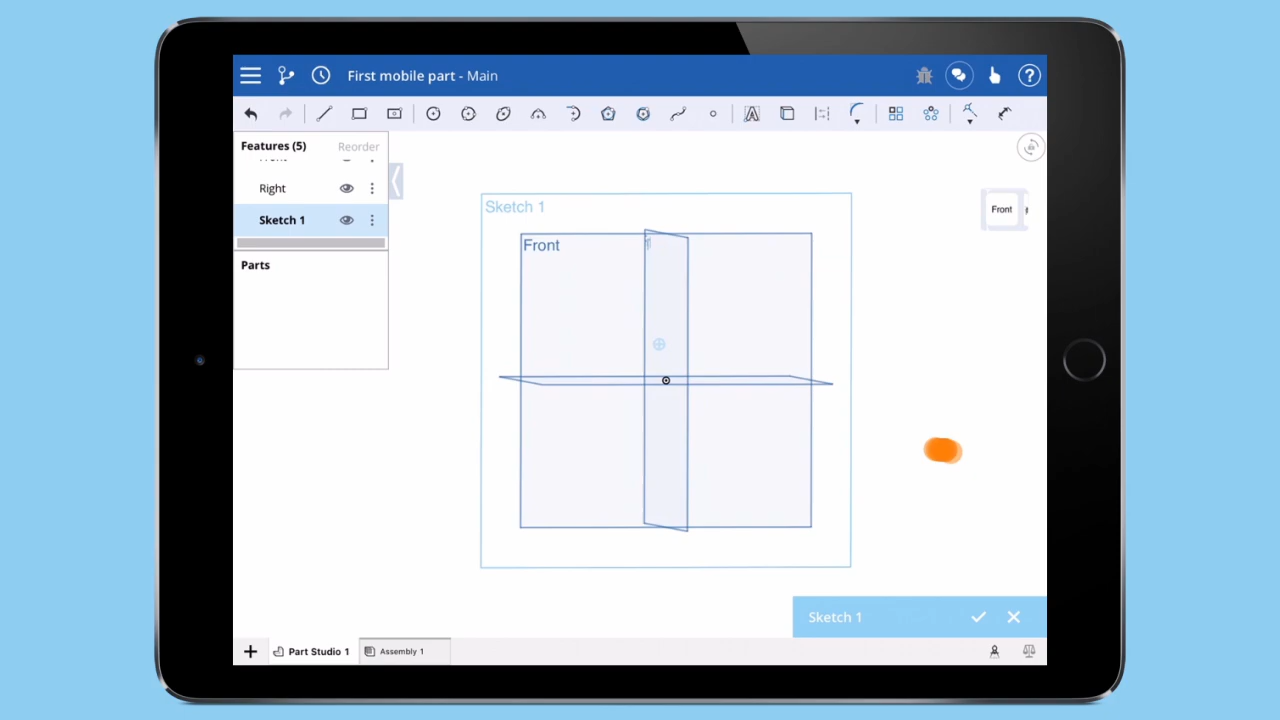 First mobile part - Main
Features (5)
Reorder
Right
Sketch 1
Parts
Sketch 1
Front
Front
Sketch 1
Part Studio 1
Assembly 1